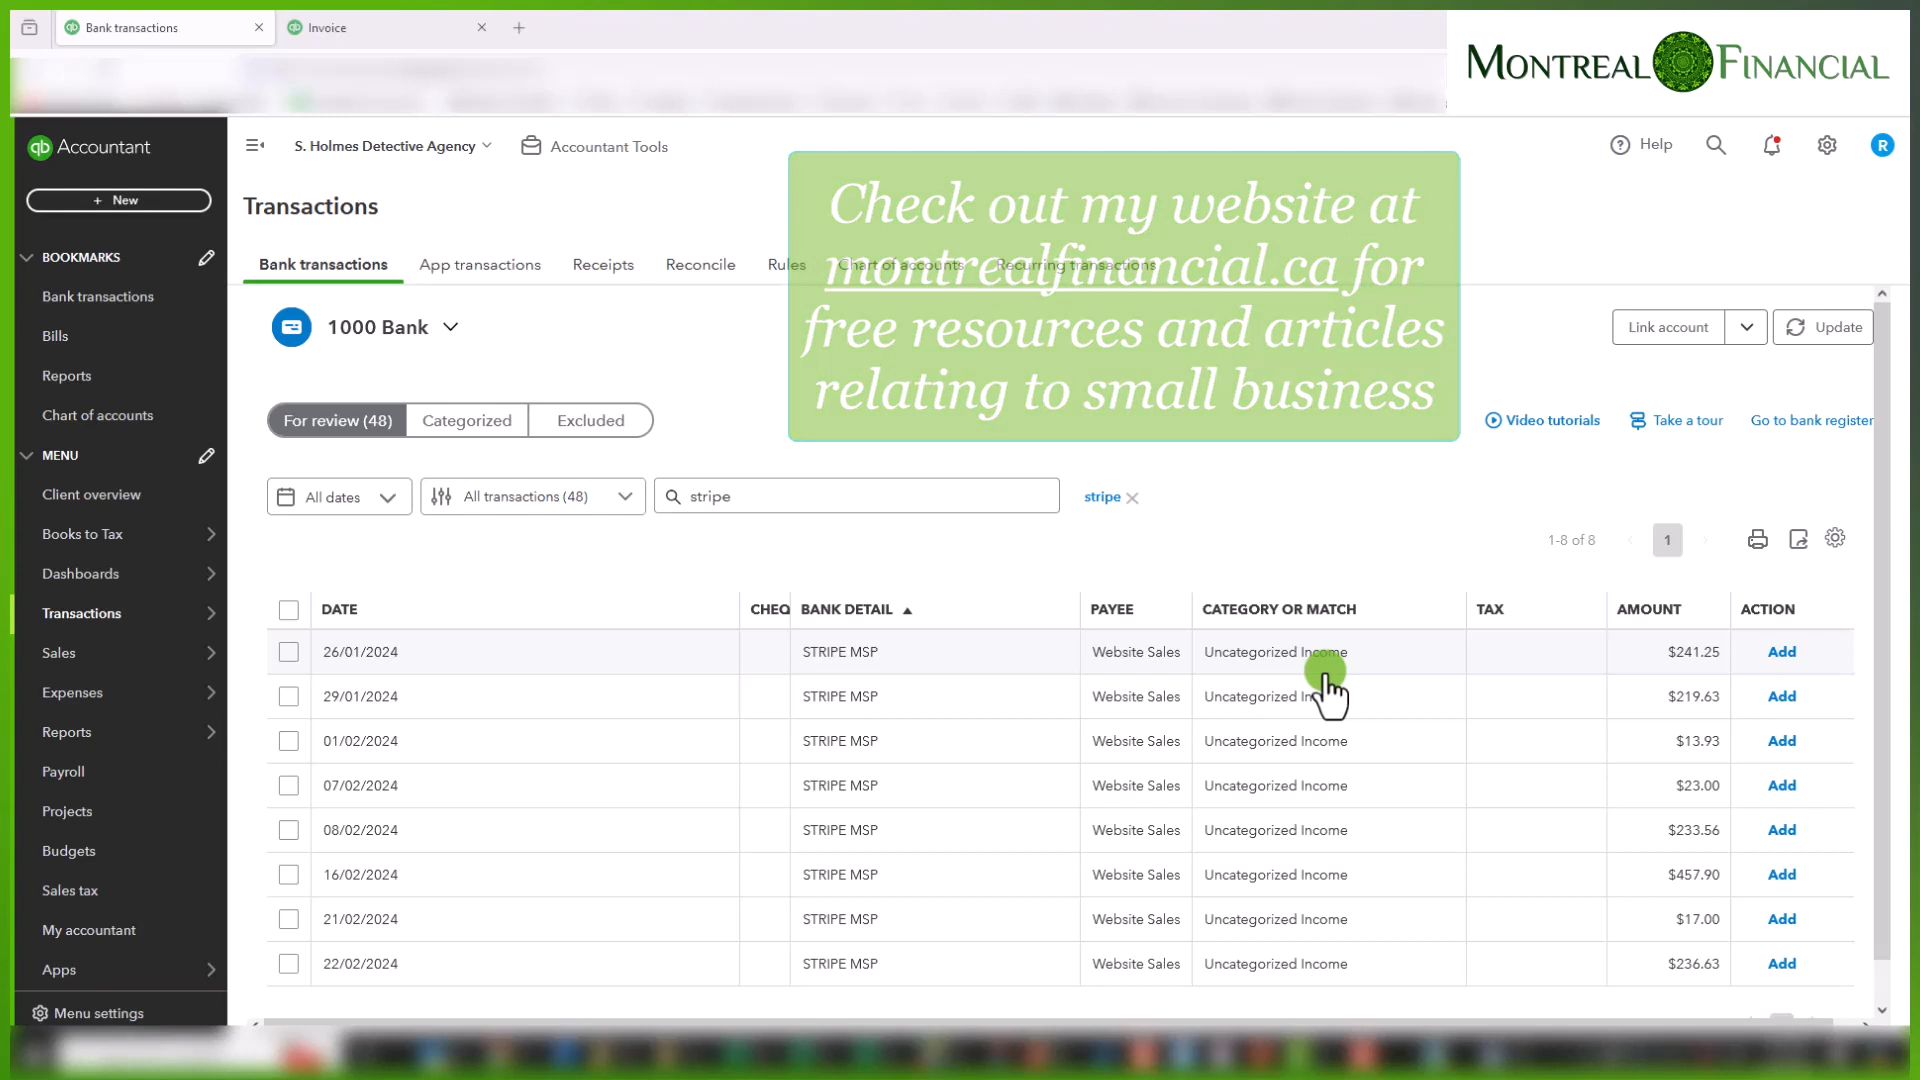 Bank transactions
Invoice
MONTREAL FINANCIAL
qb Accountant
S. Holmes Detective Agency
Accountant Tools
Help
R
+ New
Transactions
Check out my website at
montrealfinancial.ca for
free resources and articles
relating to small business
Bank transactions
App transactions
Receipts
Reconcile
Rules
Chart of accounts
Recurring transactions
BOOKMARKS
Bank transactions
Bills
Reports
Chart of accounts
MENU
Client overview
Books to Tax
Dashboards
Transactions
Sales
Expenses
Reports
Payroll
Projects
Budgets
Sales tax
My accountant
Apps
Menu settings
1000 Bank
Link account
Update
For review (48)
Categorized
Excluded
Video tutorials
Take a tour
Go to bank register
All dates
All transactions (48)
stripe
stripe
1-8 of 8
1
DATE CHEQ BANK DETAIL PAYEE CATEGORY OR MATCH TAX AMOUNT ACTION
26/01/2024 STRIPE MSP Website Sales Uncategorized Income $241.25 Add
29/01/2024 STRIPE MSP Website Sales Uncategorized $219.63 Add
01/02/2024 STRIPE MSP Website Sales Uncategorized Income $13.93 Add
07/02/2024 STRIPE MSP Website Sales Uncategorized Income $23.00 Add
08/02/2024 STRIPE MSP Website Sales Uncategorized Income $233.56 Add
16/02/2024 STRIPE MSP Website Sales Uncategorized Income $457.90 Add
21/02/2024 STRIPE MSP Website Sales Uncategorized Income $17.00 Add
22/02/2024 STRIPE MSP Website Sales Uncategorized Income $236.63 Add